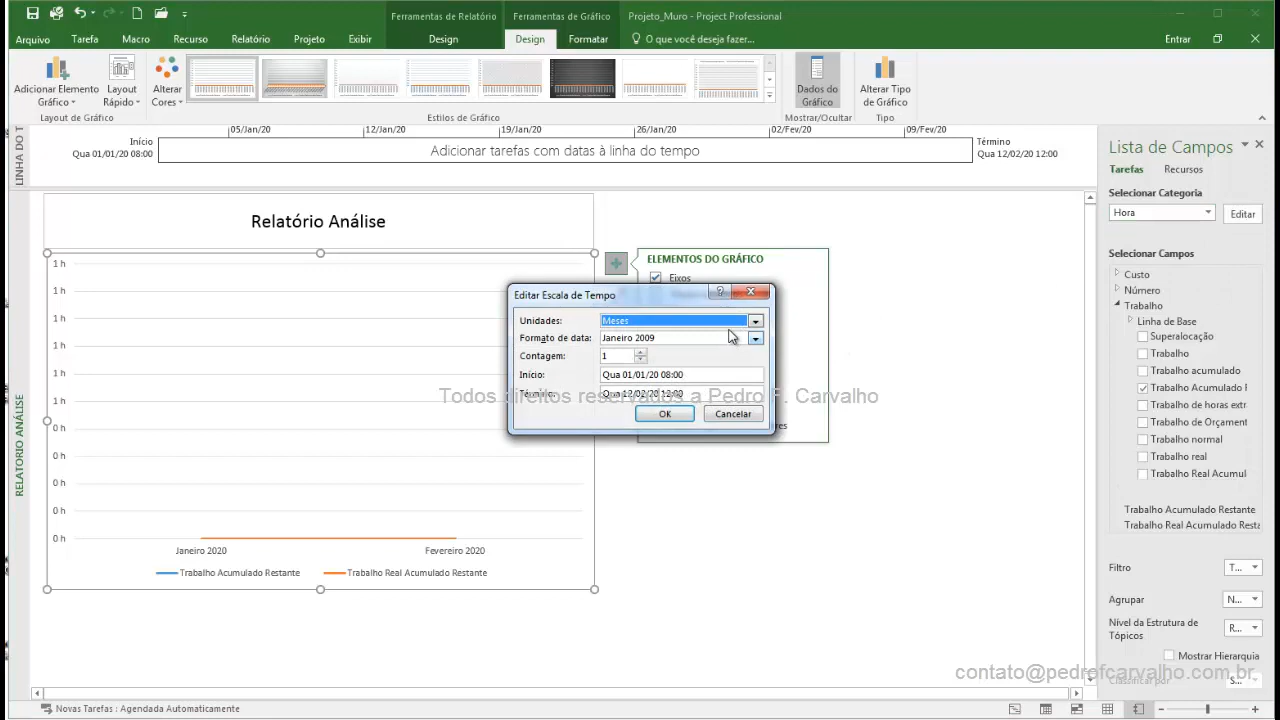 Ferramentas de Relatório
Ferramentas de Gráfico
Projeto_Muro - Project Professional
Arquivo
Tarefa
Macro
Recurso
Relatório
Projeto
Exibir
Design
Design
Formatar
O que você deseja fazer...
Entrar
Adicionar Elemento
Gráfico
Layout
Rápido
Alterar
Cores
Dados do
Gráfico
Alterar Tipo
de Gráfico
Layout de Gráfico
Estilos de Gráfico
Mostrar/Ocultar
Tipo
LINHA DO T
05/Jan/20
12/Jan/20
19/Jan/20
26/Jan/20
02/Fev/20
09/Fev/20
Início
Qua 01/01/20 08:00
Adicionar tarefas com datas à linha do tempo
Término
Qua 12/02/20 12:00
RELATÓRIO ANÁLISE
Relatório Análise
1 h
1 h
1 h
1 h
1 h
1 h
0 h
0 h
0 h
0 h
0 h
Janeiro 2020
Fevereiro 2020
Trabalho Acumulado Restante
Trabalho Real Acumulado Restante
ELEMENTOS DO GRÁFICO
Eixos
Editar Escala de Tempo
Unidades:
Meses
Formato de data:
Janeiro 2009
Contagem:
1
Início:
Qua 01/01/20 08:00
Término:
Qua 12/02/20 12:00
OK
Cancelar
Todos direitos reservados a Pedro F. Carvalho
Lista de Campos
Tarefas
Recursos
Selecionar Categoria
Hora
Editar
Selecionar Campos
Custo
Número
Trabalho
Linha de Base
Superalocação
Trabalho
Trabalho acumulado
Trabalho Acumulado R
Trabalho de horas extr
Trabalho de Orçament
Trabalho normal
Trabalho real
Trabalho Real Acumul
Trabalho Acumulado Restante
Trabalho Real Acumulado Resta
Filtro
T...
Agrupar
N...
Nível da Estrutura de
Tópicos
R...
Mostrar Hierarquia
Classificar por
S...
contato@pedrofcarvalho.com.br
Novas Tarefas : Agendada Automaticamente